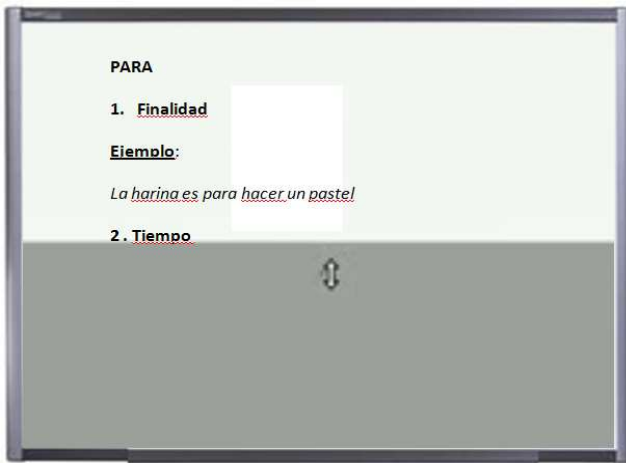 PARA
1. Finalidad
Ejemplo:
La harina es para hacer un pastel
2 . Tiempo